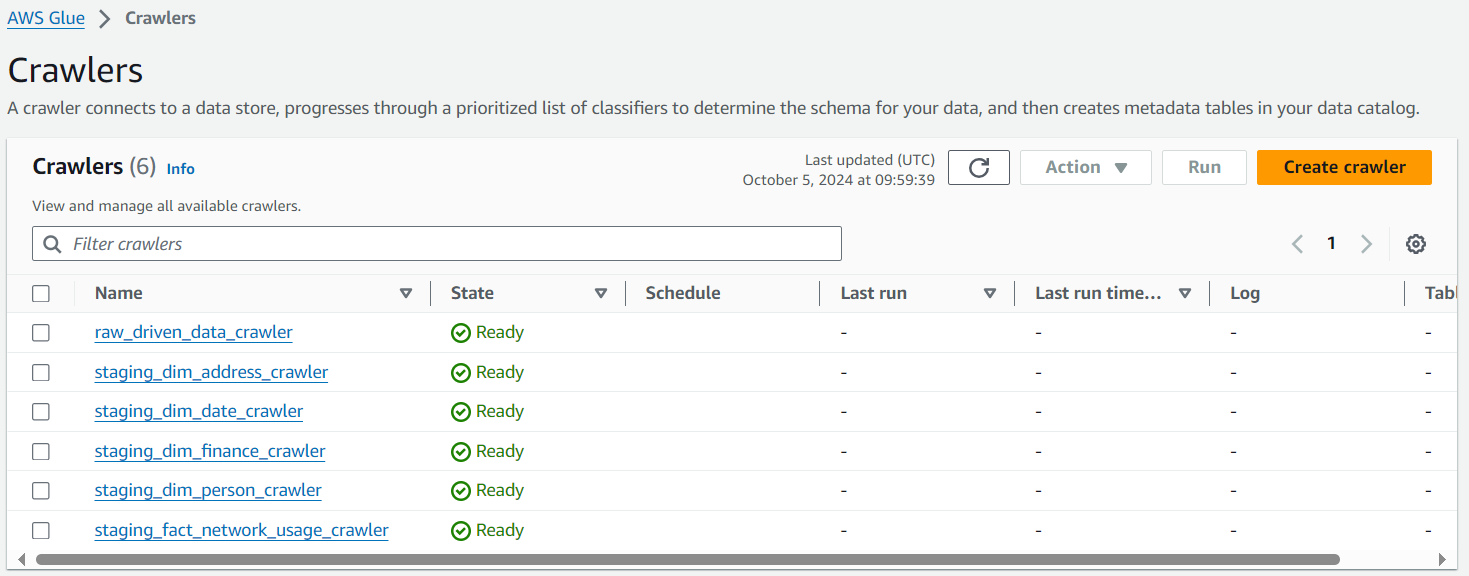 AWS Glue > Crawlers
Crawlers
A crawler connects to a data store, progresses through a prioritized list of classifiers to determine the schema for your data, and then creates metadata tables in your data catalog.
Crawlers (6) Info
Last updated (UTC)
October 5, 2024 at 09:59:39
Action
Run
Create crawler
View and manage all available crawlers.
Filter crawlers
1
Name State Schedule Last run Last run time... Log Tabl
raw_driven_data_crawler Ready - - - -
staging_dim_address_crawler Ready - - - -
staging_dim_date_crawler Ready - - - -
staging_dim_finance_crawler Ready - - - -
staging_dim_person_crawler Ready - - - -
staging_fact_network_usage_crawler Ready - - - -